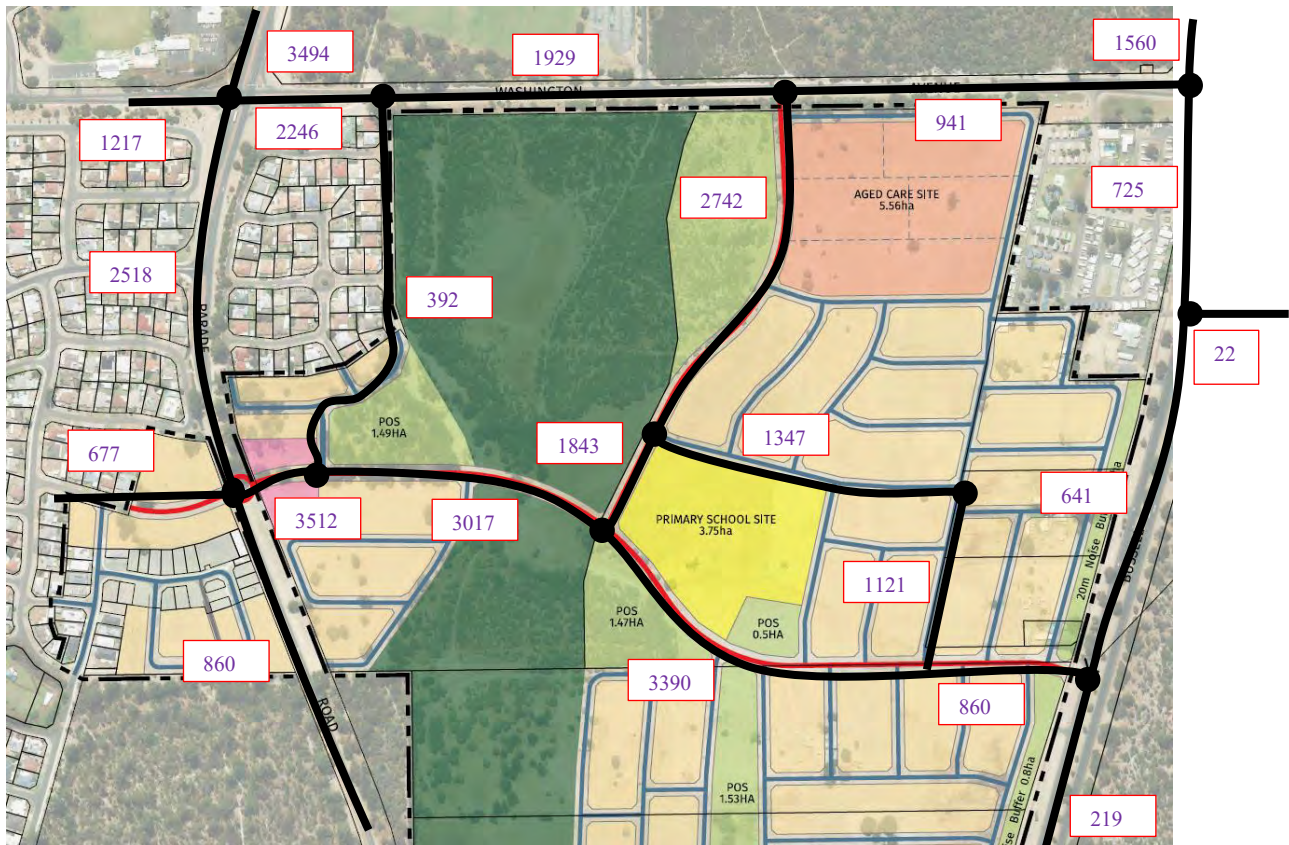 3494
1929
1560
WASHINGTON
AVENUE
1217
2246
941
AGED CARE SITE
5.56ha
2742
725
2518
392
PARADE
22
POS
1.49HA
677
1843
1347
641
3512
3017
PRIMARY SCHOOL SITE
3.75ha
20m Noise Bu
1121
POS
1.47HA
POS
0.5HA
860
3390
860
ROAD
POS
1.53HA
Buffer 0.8ha
219